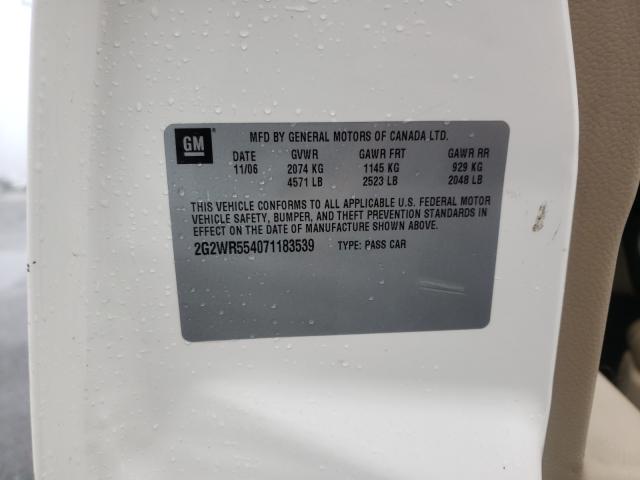 GM
MFD BY GENERAL MOTORS OF CANADA LTD.
DATE GVWR GAWR FRT GAWR RR
11/06 2074 KG 1145 KG 929 KG
4571 LB 2523 LB 2048 LB
THIS VEHICLE CONFORMS TO ALL APPLICABLE U.S. FEDERAL MOTOR
VEHICLE SAFETY, BUMPER, AND THEFT PREVENTION STANDARDS IN
EFFECT ON THE DATE OF MANUFACTURE SHOWN ABOVE.
2G2WR554071183539 TYPE: PASS CAR